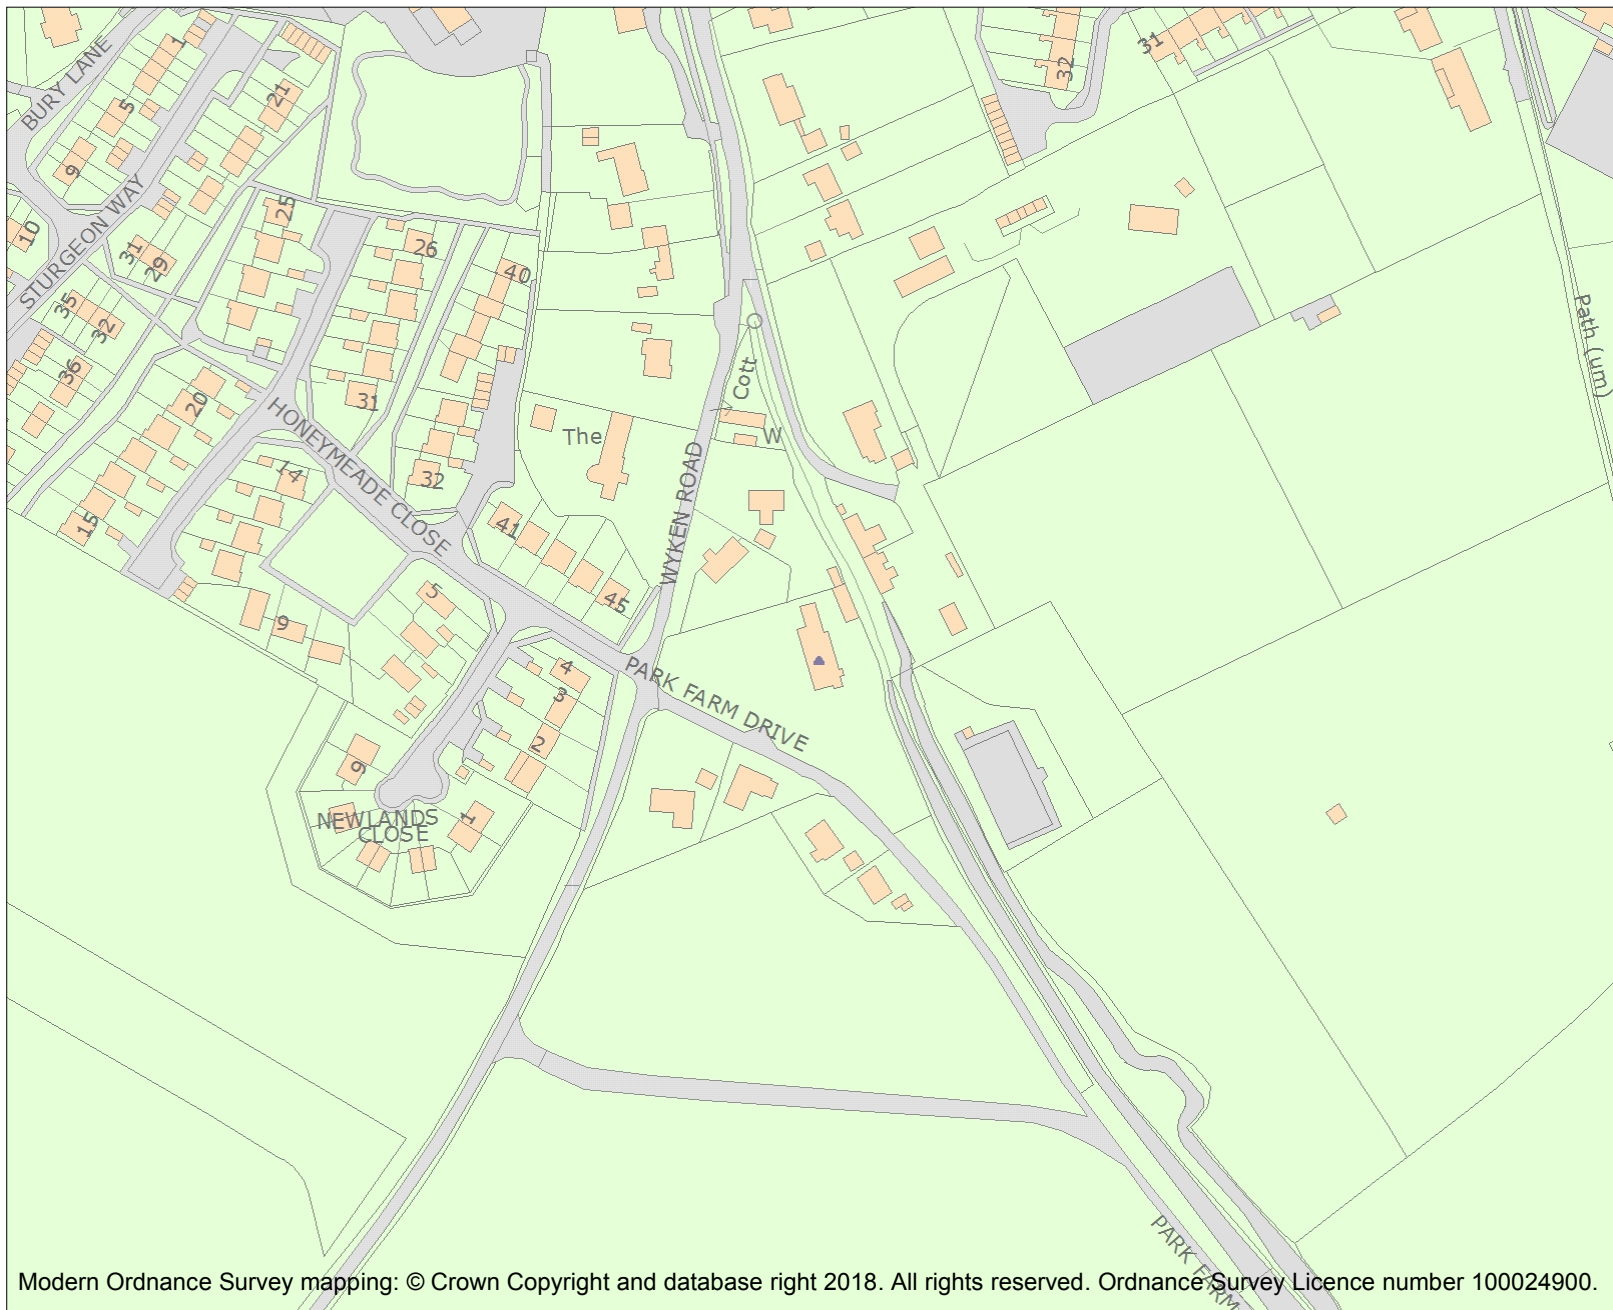 BURY LANE
1
5
9
21
STURGEON WAY
10
31
29
35
32
36
25
26
40
31
32
31
32
20
15
14
HONEYMEADE CLOSE
The
Cott
W
WYKEN ROAD
41
45
5
9
4
3
2
9
1
NEWLANDS
CLOSE
PARK FARM DRIVE
Path (um)
PARK FARM
Modern Ordnance Survey mapping: © Crown Copyright and database right 2018. All rights reserved. Ordnance Survey Licence number 100024900.